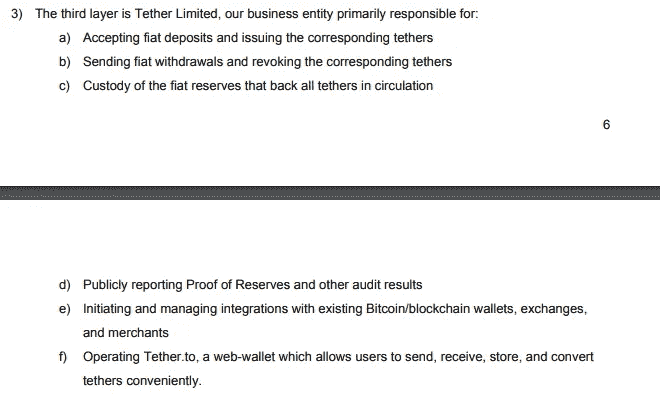 3) The third layer is Tether Limited, our business entity primarily responsible for:
a) Accepting fiat deposits and issuing the corresponding tethers
b) Sending fiat withdrawals and revoking the corresponding tethers
c) Custody of the fiat reserves that back all tethers in circulation
6
d) Publicly reporting Proof of Reserves and other audit results
e) Initiating and managing integrations with existing Bitcoin/blockchain wallets, exchanges,
and merchants
f) Operating Tether.to, a web-wallet which allows users to send, receive, store, and convert
tethers conveniently.